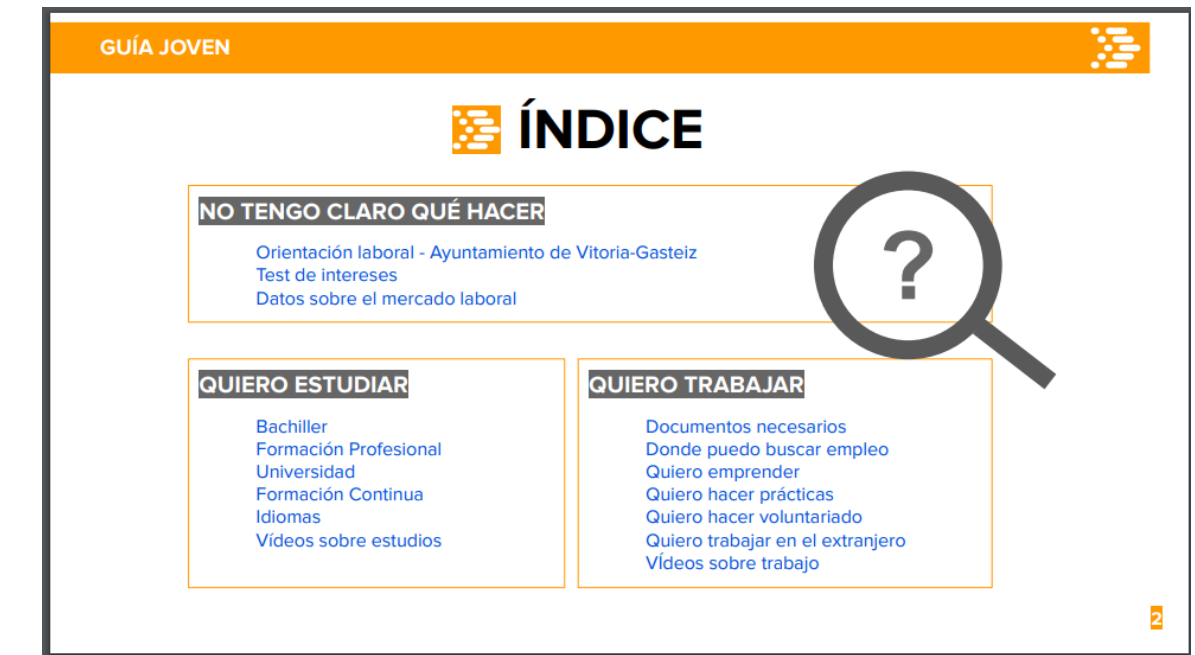 GUÍA JOVEN
ÍNDICE
NO TENGO CLARO QUÉ HACER
Orientación laboral - Ayuntamiento de Vitoria-Gasteiz
Test de intereses
Datos sobre el mercado laboral
?
QUIERO ESTUDIAR
Bachiller
Formación Profesional
Universidad
Formación Continua
Idiomas
Vídeos sobre estudios
QUIERO TRABAJAR
Documentos necesarios
Donde puedo buscar empleo
Quiero emprender
Quiero hacer prácticas
Quiero hacer voluntariado
Quiero trabajar en el extranjero
VÍdeos sobre trabajo
2